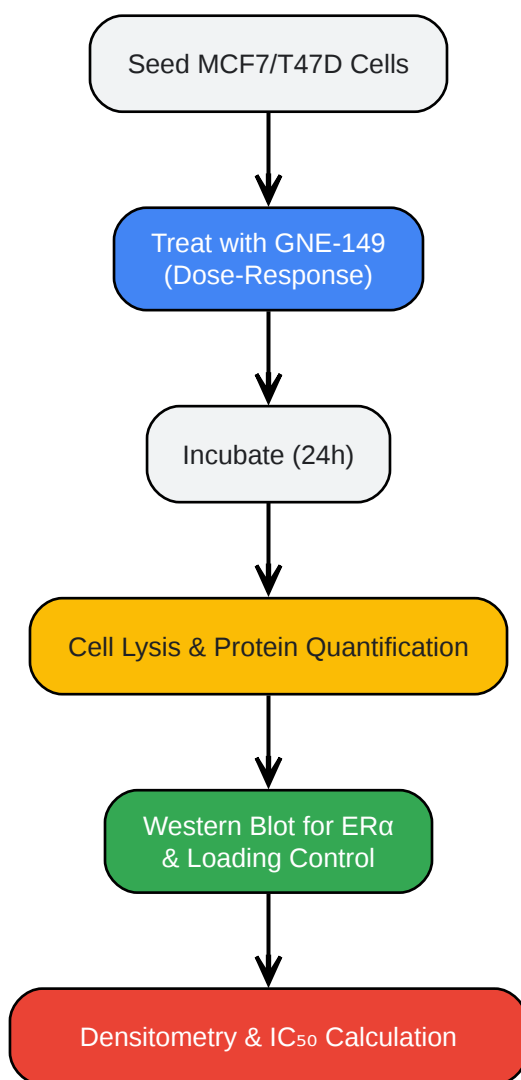 Seed MCF7/T47D Cells
Treat with GNE-149
(Dose-Response)
Incubate (24h)
Cell Lysis & Protein Quantification
Western Blot for ERα
& Loading Control
Densitometry & IC₅₀ Calculation